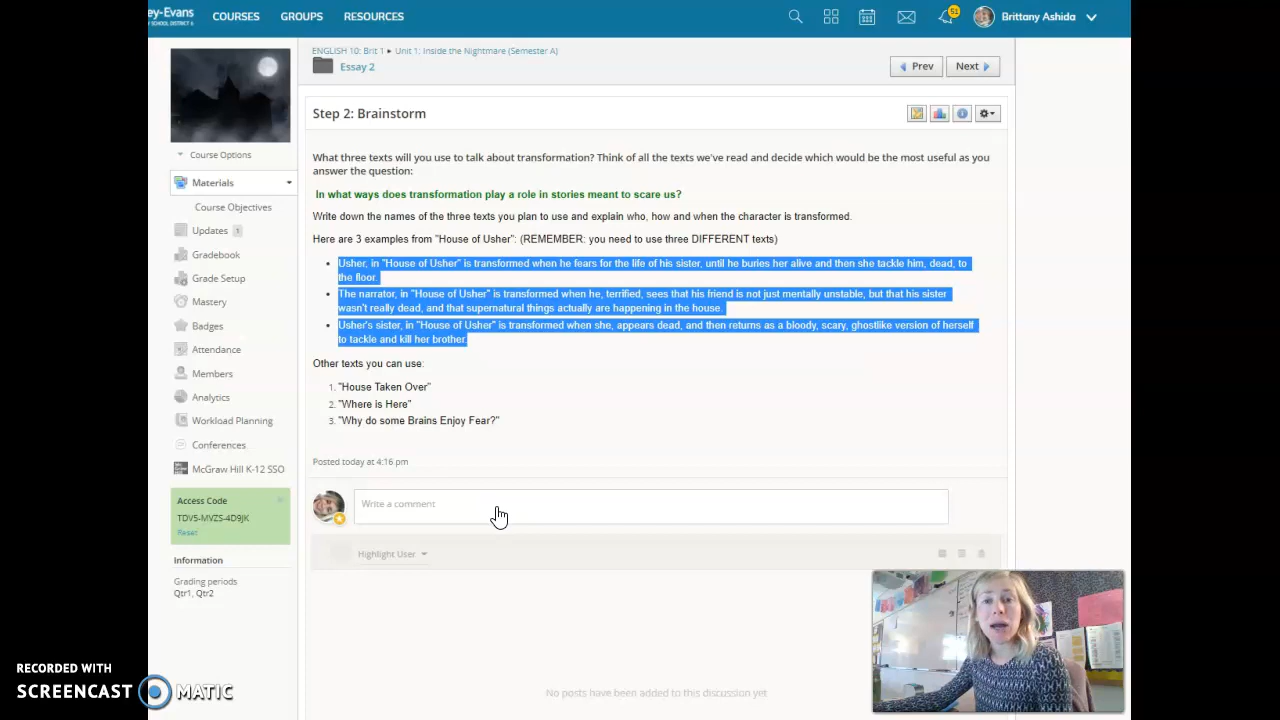 ey-Evans
SCHOOL DISTRICT 6
COURSES
GROUPS
RESOURCES
51
Brittany Ashida
ENGLISH 10: Brit 1 ▸ Unit 1: Inside the Nightmare (Semester A)
Essay 2
Prev
Next
Step 2: Brainstorm
Course Options
Materials
Course Objectives
Updates 1
Gradebook
Grade Setup
Mastery
Badges
Attendance
Members
Analytics
Workload Planning
Conferences
McGraw Hill K-12 SSO
Access Code
TDV5-MVZS-4D9JK
Reset
Information
Grading periods
Qtr1, Qtr2
What three texts will you use to talk about transformation? Think of all the texts we've read and decide which would be the most useful as you
answer the question:
In what ways does transformation play a role in stories meant to scare us?
Write down the names of the three texts you plan to use and explain who, how and when the character is transformed.
Here are 3 examples from "House of Usher": (REMEMBER: you need to use three DIFFERENT texts)
• Usher, in "House of Usher" is transformed when he fears for the life of his sister, until he buries her alive and then she tackle him, dead, to
the floor.
• The narrator, in "House of Usher" is transformed when he, terrified, sees that his friend is not just mentally unstable, but that his sister
wasn't really dead, and that supernatural things actually are happening in the house.
• Usher's sister, in "House of Usher" is transformed when she, appears dead, and then returns as a bloody, scary, ghostlike version of herself
to tackle and kill her brother.
Other texts you can use:
1. "House Taken Over"
2. "Where is Here"
3. "Why do some Brains Enjoy Fear?"
Posted today at 4:16 pm
Write a comment
Highlight User
No posts have been added to this discussion yet
RECORDED WITH
SCREENCAST MATIC